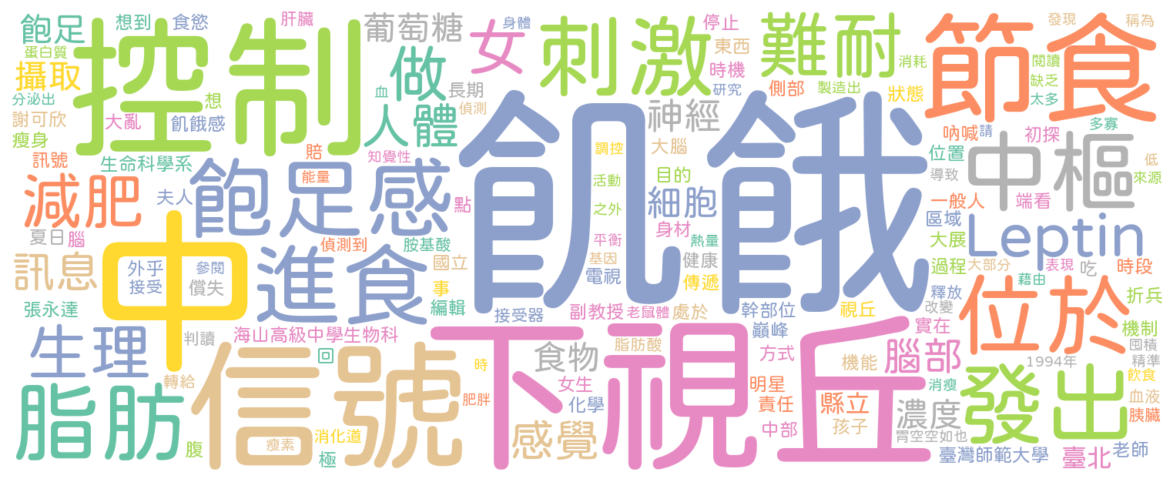 飽足
想到
食慾
肝臟
葡萄糖
身體
女
刺激
停止
難耐
發現
稱為
節食
蛋白質
控制
做
東西
消耗
閱讀
攝取
時機
缺乏
分泌出
想
血
長期
研究
側部
製造出
狀態
太多
謝可欣
大亂
飢餓感
人體
偵測
飢餓
神經
吶喊
請
初探
多寡
瘦身
訊號
賠
知覺性
調控
大腦
位置
中樞
低
生命科學系
能量
活動
目的
導致
來源
減肥
夫人
飽足感
點
之外
細胞
一般人
端看
中
身材
區域
Leptin
夏日
腦
偵測到
胺基酸
平衡
熱量
大展
訊息
外乎
參閱
進食
國立
基因
健康
過程
大部分
表現
吃
時段
接受
償失
事
電視
傳遞
釋放
藉由
張永達
編輯
接受器
副教授
老鼠體
處於
幹部位
視丘
改變
位於
折兵
生理
判讀
海山高級中學生物科
巔峰
實在
機制
信號
回
下視丘
食物
脂肪酸
方式
機能
腦部
囤積
1994年
精準
脂肪
轉給
時
女生
明星
消瘦
發出
飲食
肥胖
化學
責任
縣立
濃度
血液
消化道
感覺
中部
孩子
胰臟
腹
瘦素
極
胃空空如也
臺灣師範大學
臺北
老師